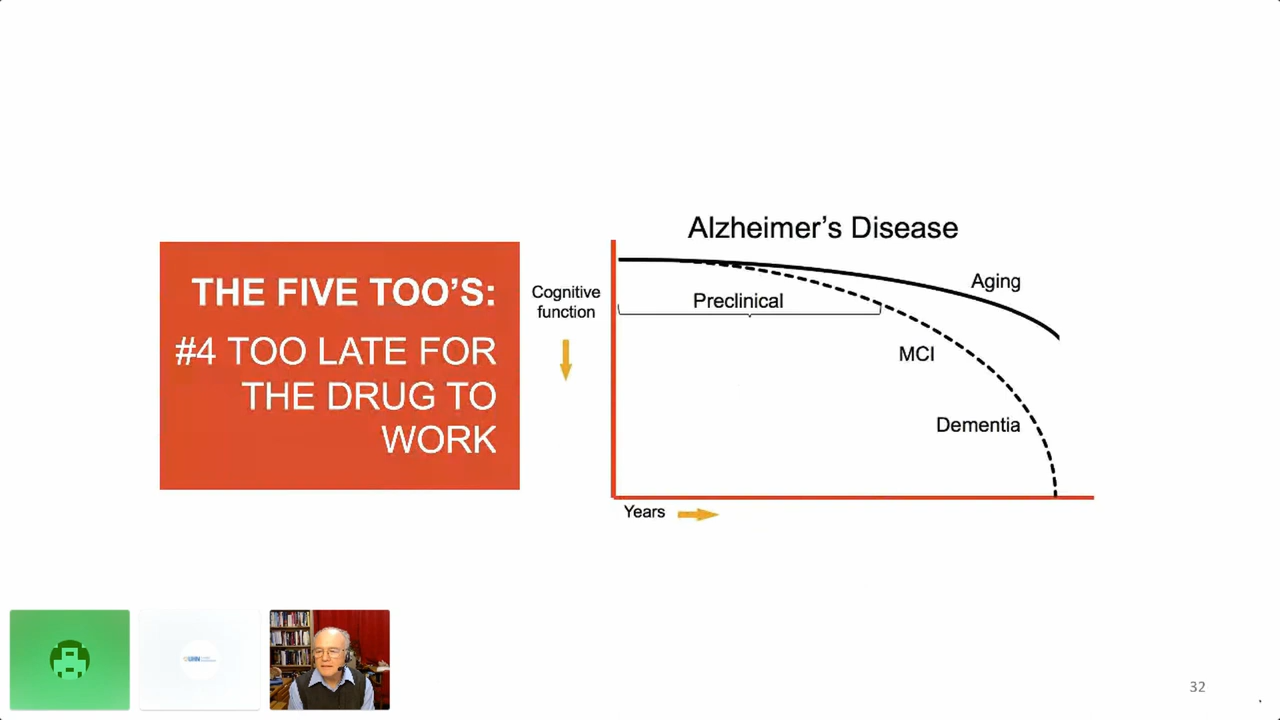 THE FIVE TOO'S:
#4 TOO LATE FOR
THE DRUG TO
WORK
Alzheimer's Disease
Cognitive
function
Aging
Preclinical
MCI
Dementia
Years
32